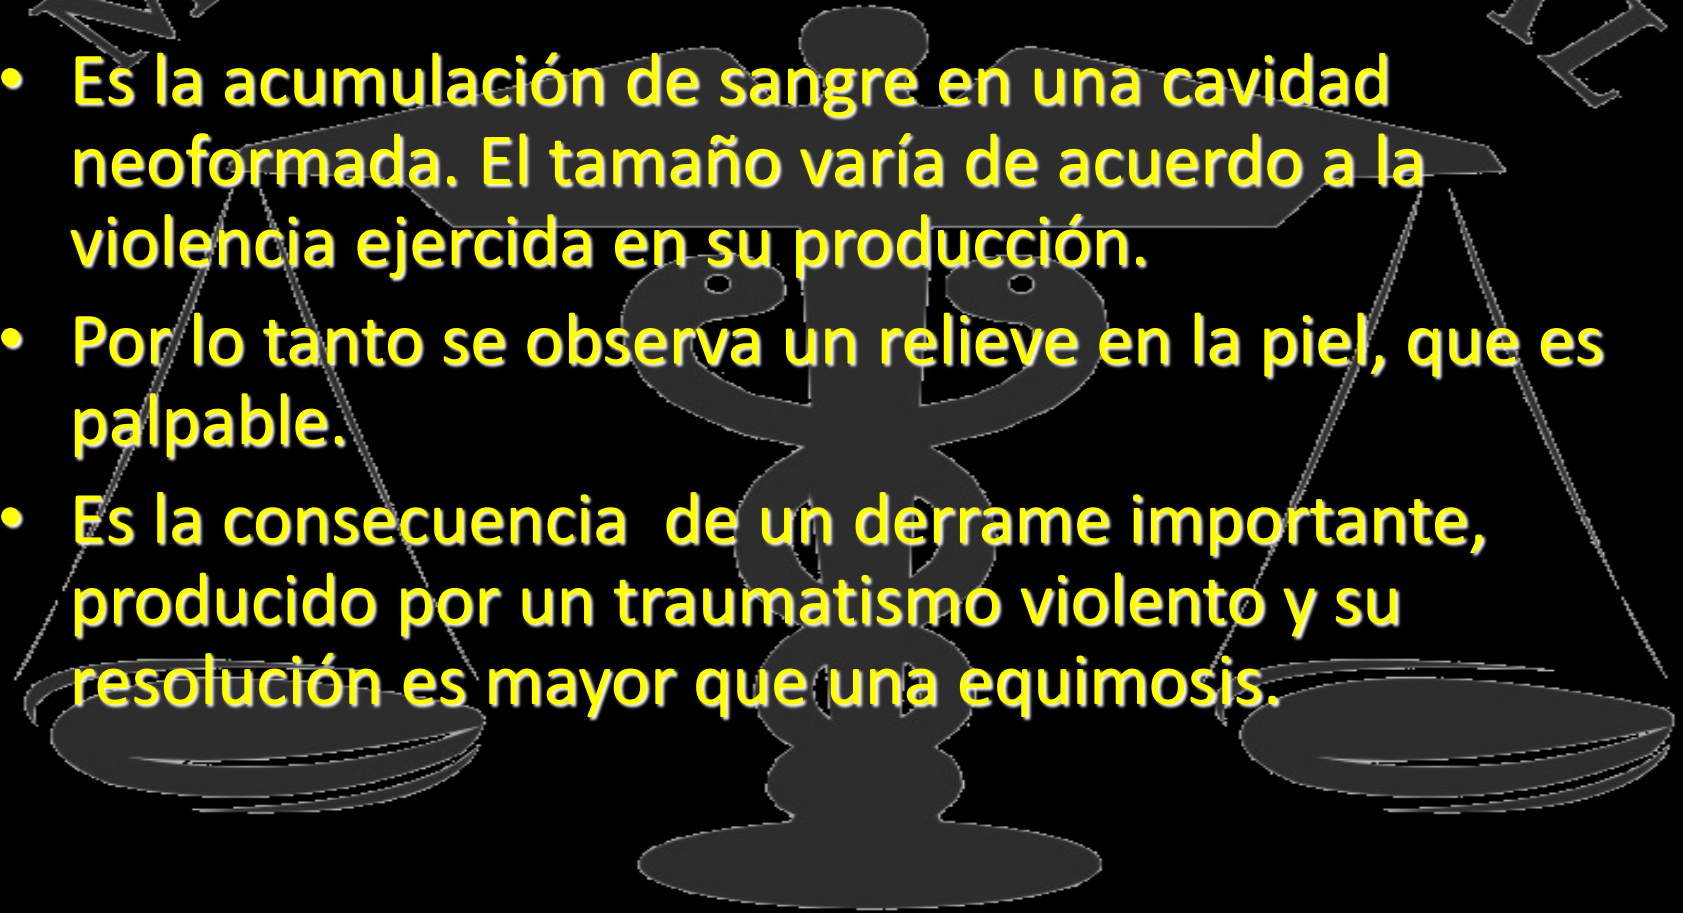 • Es la acumulación de sangre en una cavidad
neoformada. El tamaño varía de acuerdo a la
violencia ejercida en su producción.
• Por lo tanto se observa un relieve en la piel, que es
palpable.
• Es la consecuencia  de un derrame importante,
producido por un traumatismo violento y su
resolución es mayor que una equimosis.